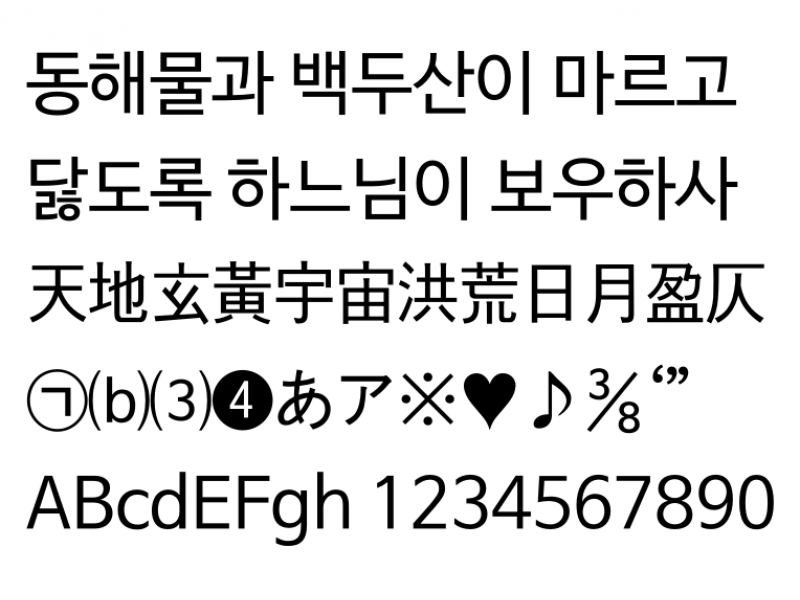 동해물과 백두산이 마르고
닳도록 하느님이 보우하사
天地玄黃宇宙洪荒日月盈仄
㉠⒝⑶❹あア※♥♪⅜‘”
ABcdEFgh 1234567890